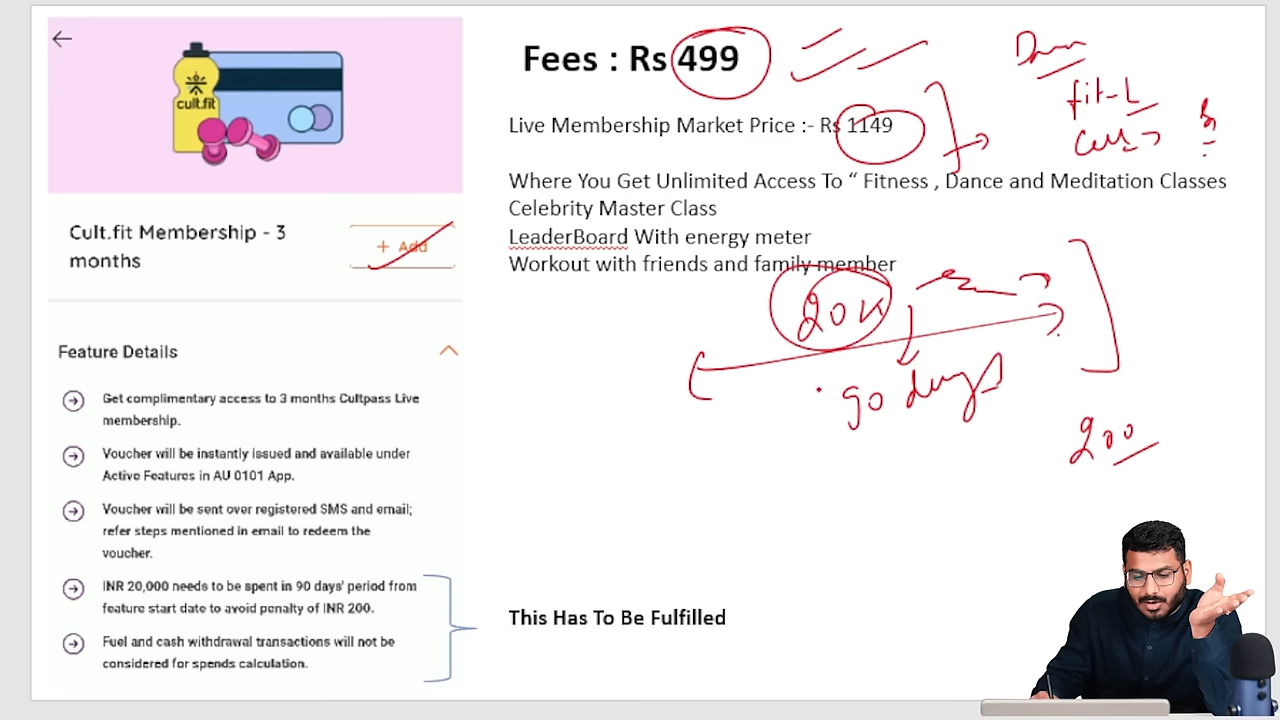 cult.fit
Cult.fit Membership - 3
months
+ Add
Feature Details
Get complimentary access to 3 months Cultpass Live
membership.
Voucher will be instantly issued and available under
Active Features in AU 0101 App.
Voucher will be sent over registered SMS and email;
refer steps mentioned in email to redeem the
voucher.
INR 20,000 needs to be spent in 90 days' period from
feature start date to avoid penalty of INR 200.
Fuel and cash withdrawal transactions will not be
considered for spends calculation.
Fees : Rs 499
Live Membership Market Price :- Rs 1149
Where You Get Unlimited Access To “ Fitness , Dance and Meditation Classes
Celebrity Master Class
LeaderBoard With energy meter
Workout with friends and family member
20K
90 days
200
This Has To Be Fulfilled